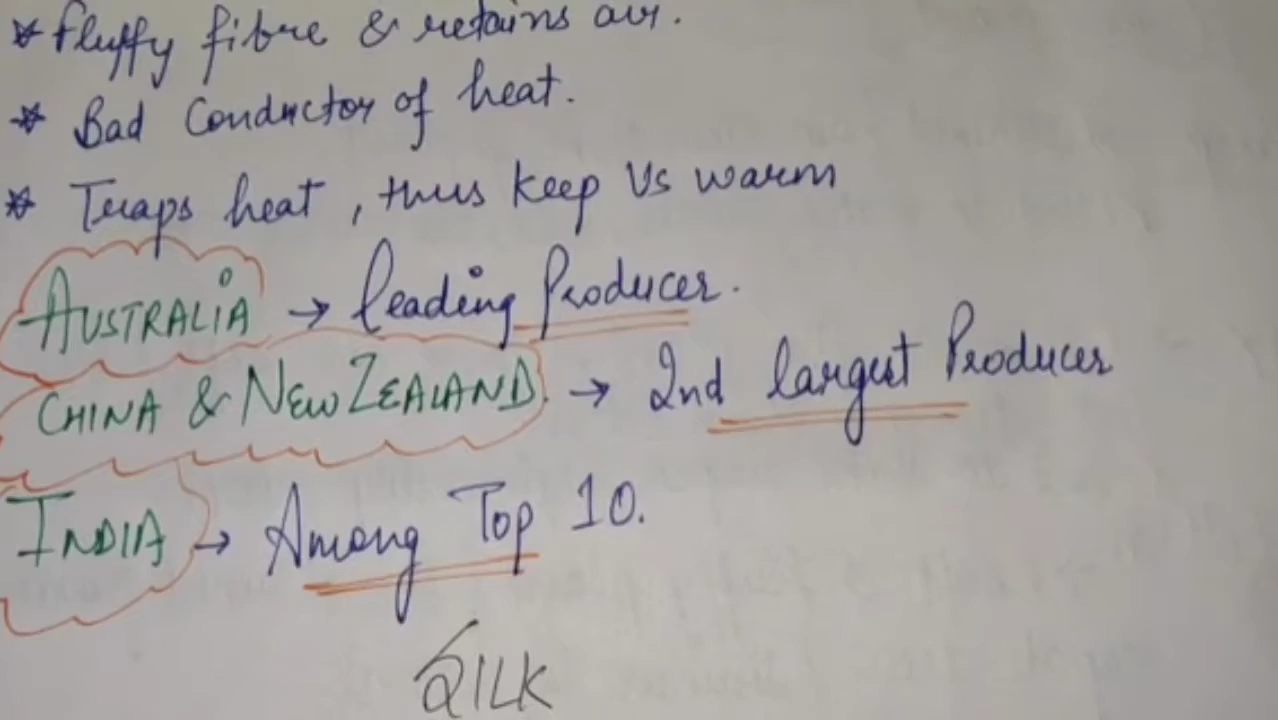 * fluffy fibre & retains air.
* Bad Conductor of heat.
* Traps heat, thus keep Us warm
AUSTRALIA → leading Producer.
CHINA & NEW ZEALAND → 2nd largest Producer
INDIA → Among Top 10.
SILK